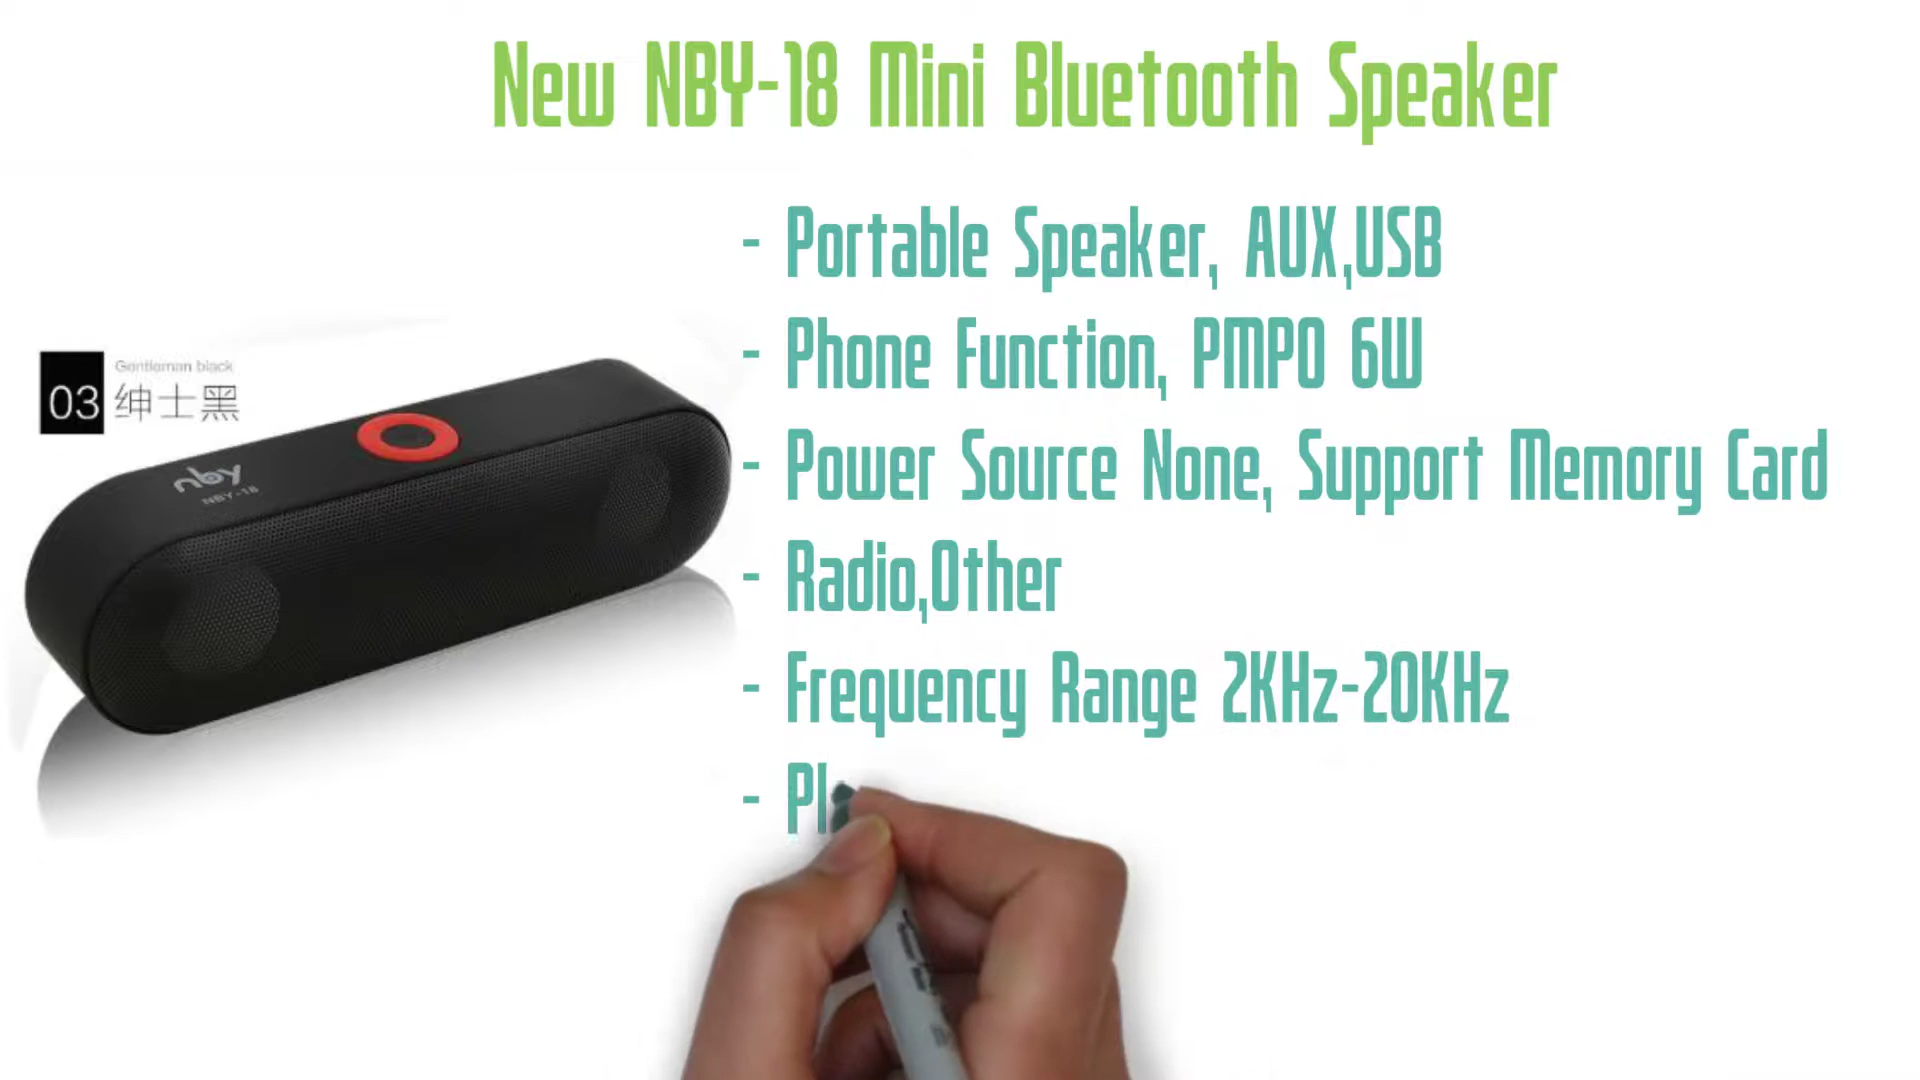 New NBY-18 Mini Bluetooth Speaker
- Portable Speaker, AUX,USB
- Phone Function, PMPO 6W
- Power Source None, Support Memory Card
- Radio,Other
- Frequency Range 2KHz-20KHz
- Pl
03
Gentleman black
绅士黑
nby
NBY-18